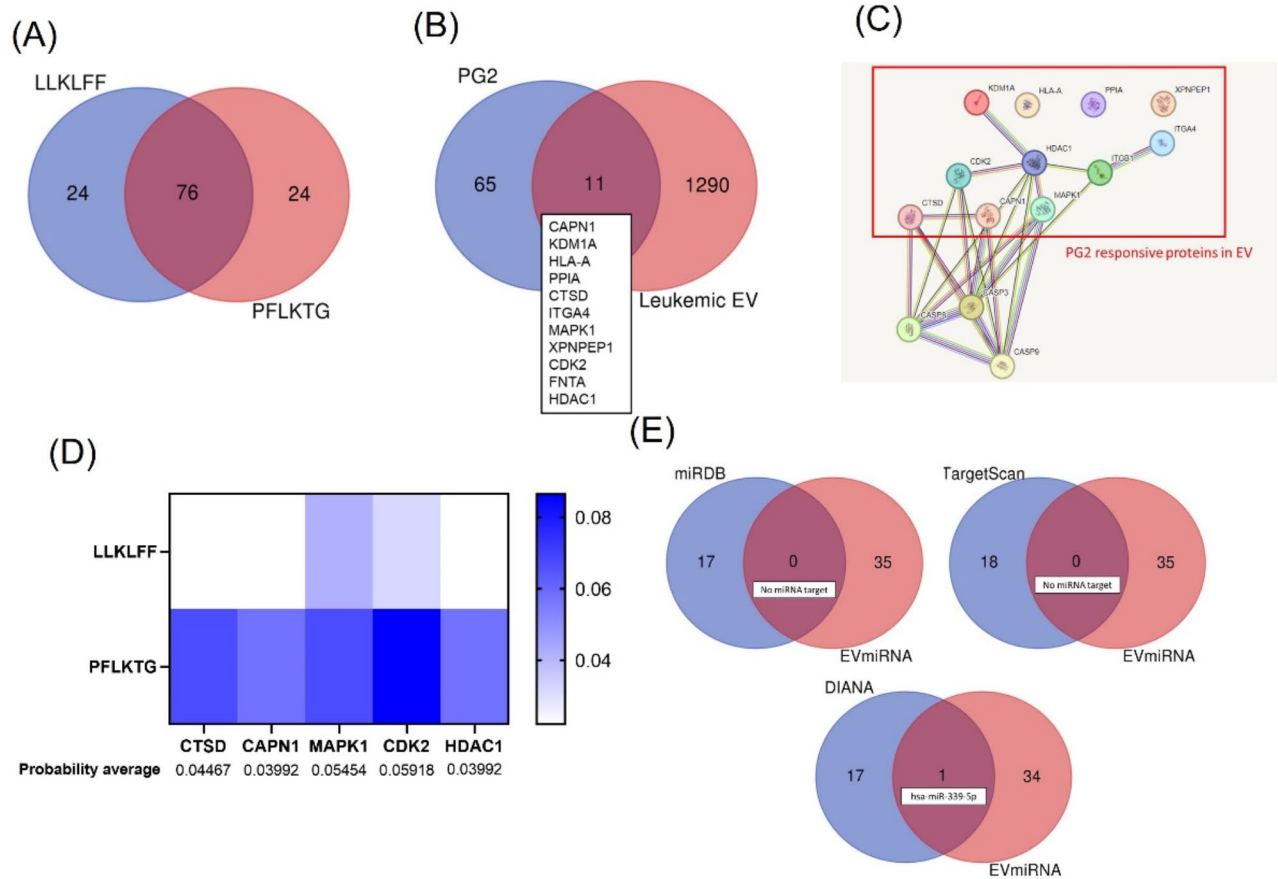 (A)
LLKLFF
24
76
24
PFLKTG
(B)
PG2
65
11
1290
CAPN1
KDM1A
HLA-A
PPIA
CTSD
ITGA4
MAPK1
XPNPEP1
CDK2
FNTA
HDAC1
Leukemic EV
(C)
KDM1A
HLA-A
PPIA
XPNPEP1
ITGA4
HDAC1
ITGB1
CDK2
CTSD
CAPN1
MAPK1
PG2 responsive proteins in EV
CASP3
CASP8
CASP9
(D)
LLKLFF
PFLKTG
0.08
0.06
0.04
CTSD CAPN1 MAPK1 CDK2 HDAC1
Probability average 0.04467 0.03992 0.05454 0.05918 0.03992
(E)
miRDB
17
0
35
No miRNA target
EVmiRNA
TargetScan
18
0
35
No miRNA target
EVmiRNA
DIANA
17
1
34
hsa-miR-339-5p
EVmiRNA